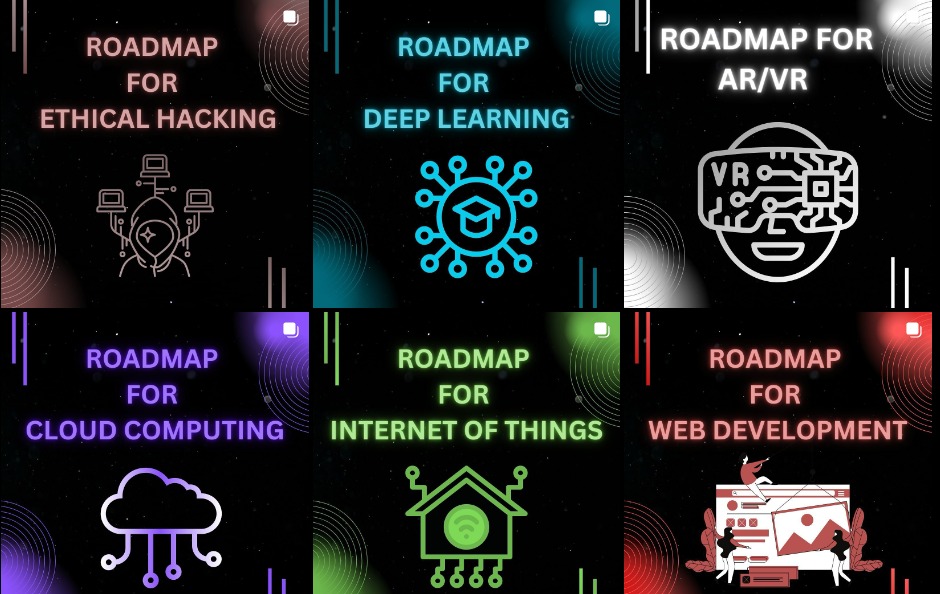 ROADMAP
FOR
ETHICAL HACKING
ROADMAP
FOR
DEEP LEARNING
ROADMAP FOR
AR/VR
VR
ROADMAP
FOR
CLOUD COMPUTING
ROADMAP
FOR
INTERNET OF THINGS
ROADMAP
FOR
WEB DEVELOPMENT